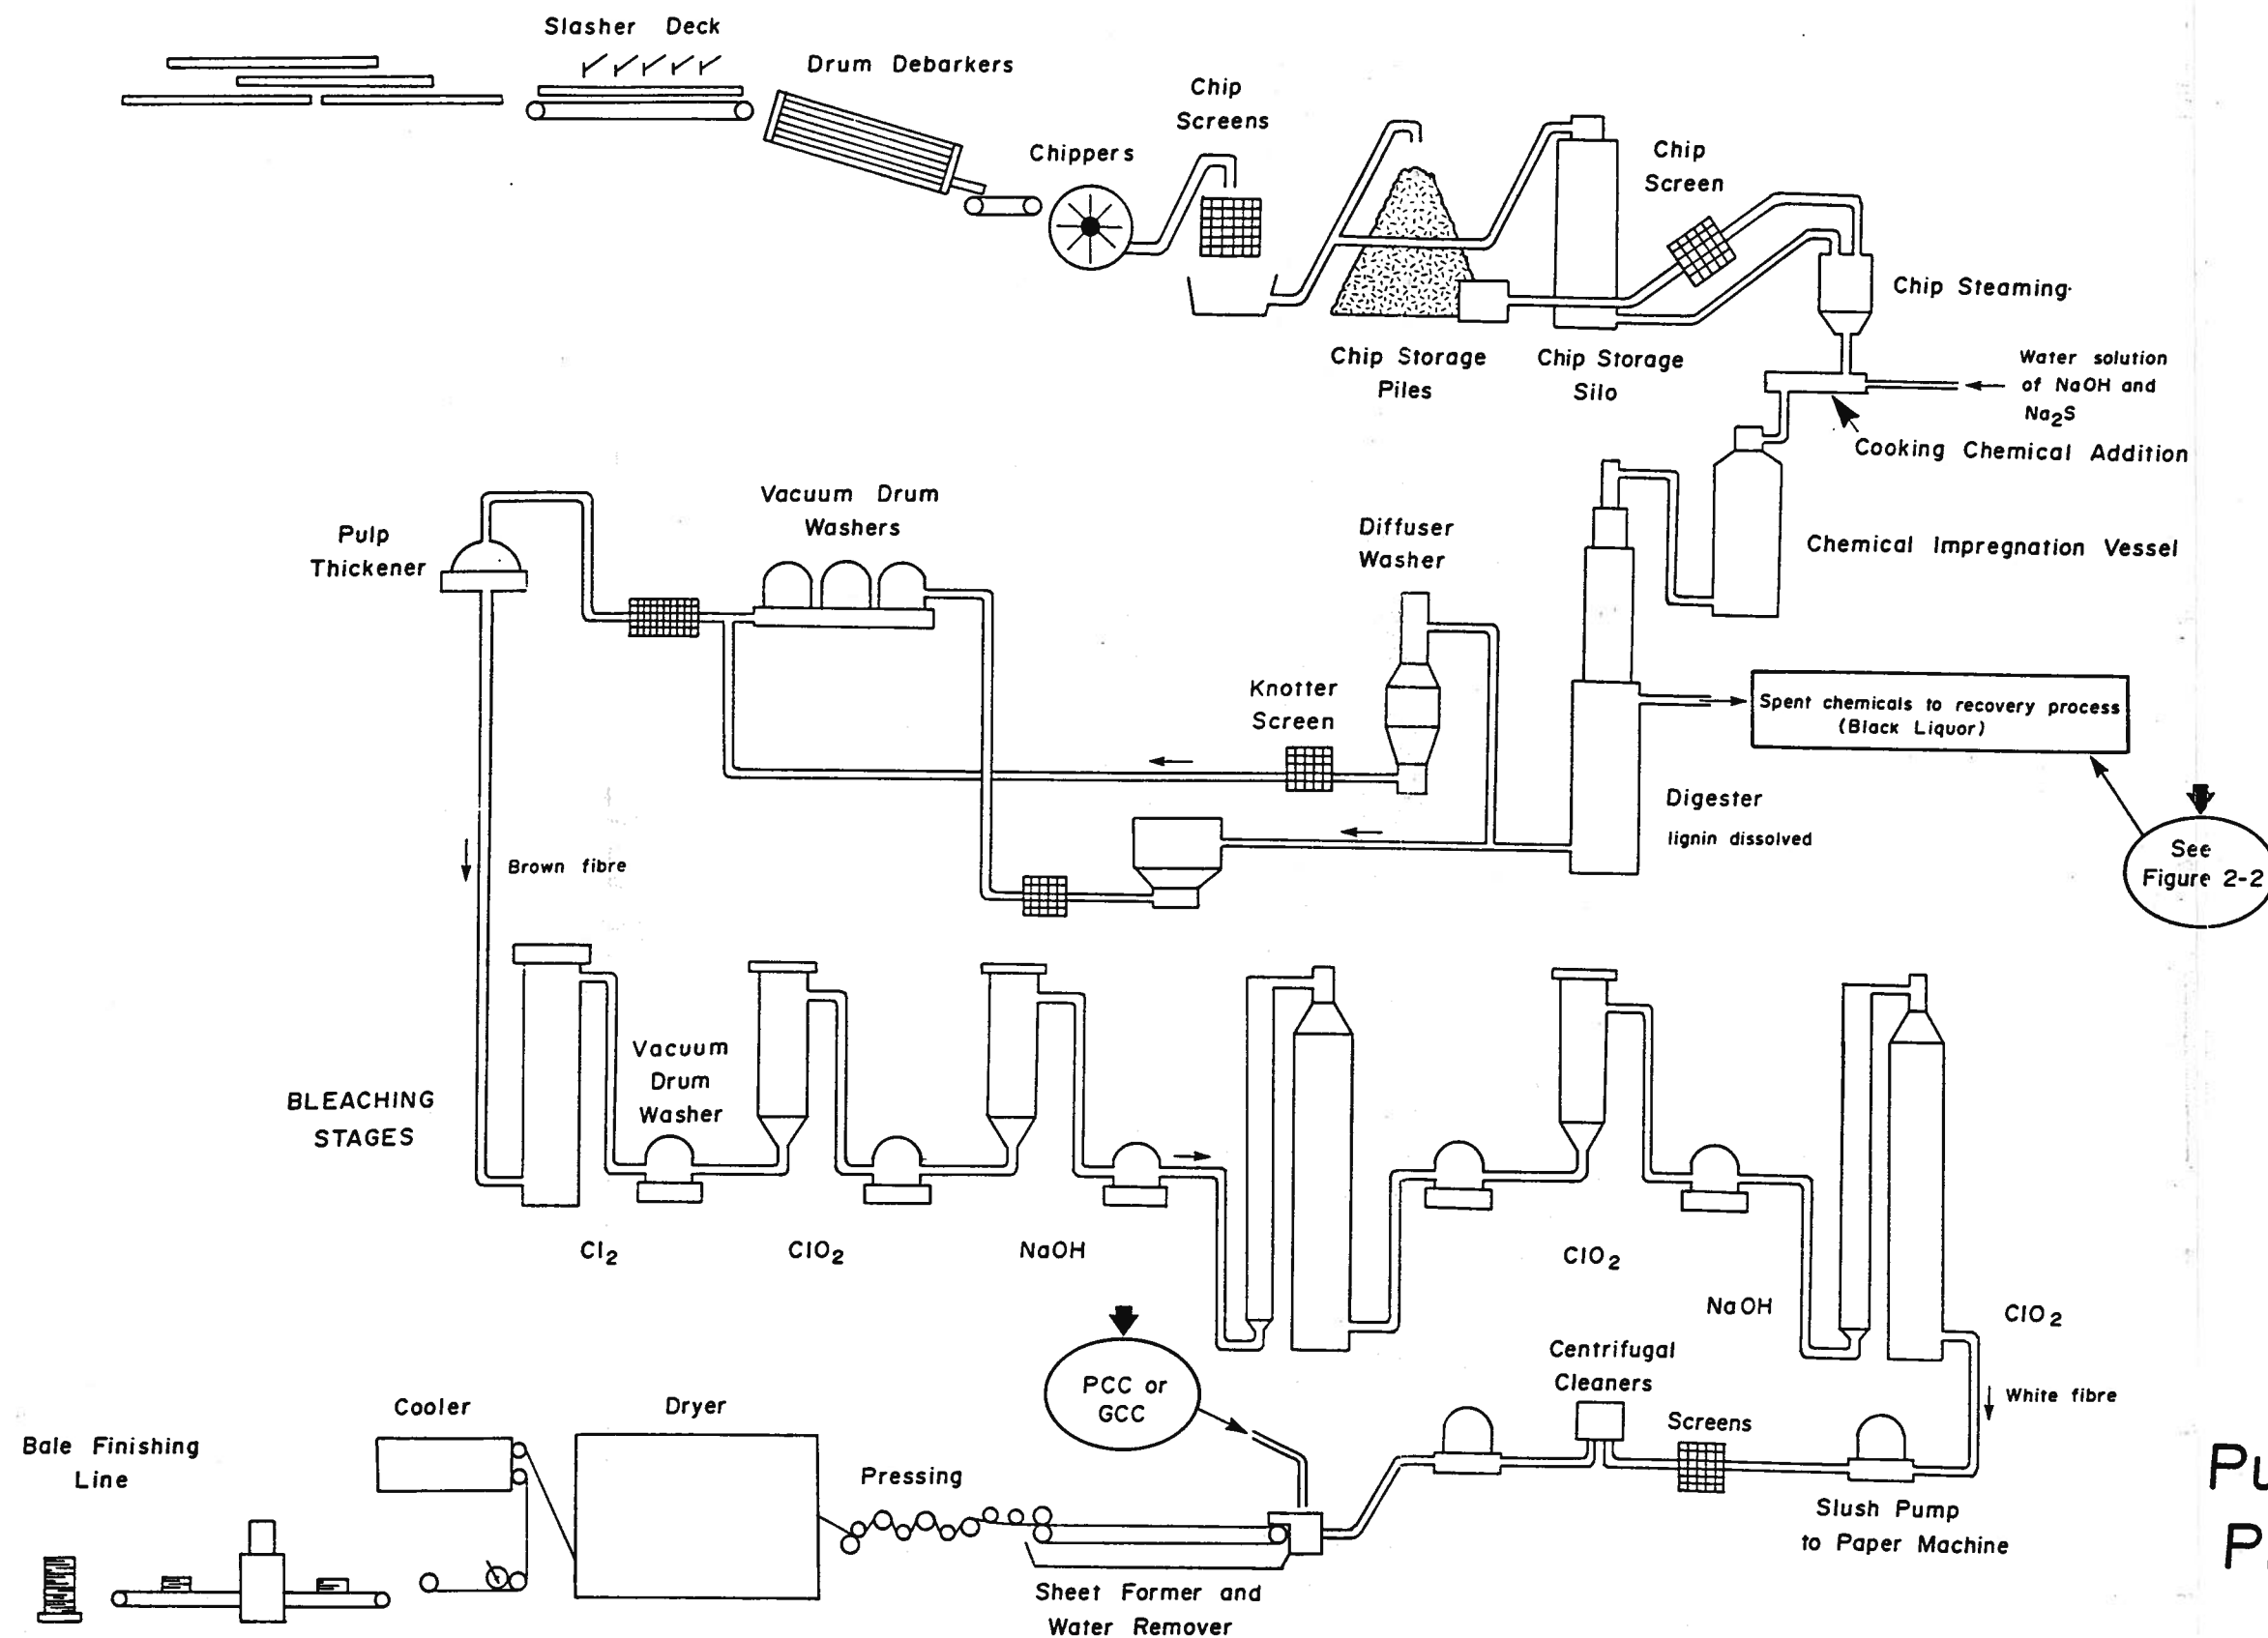 Slasher Deck
Drum Debarkers
Chip
Screens
Chippers
Chip
Screen
Chip Steaming
Chip Storage
Piles
Chip Storage
Silo
Water solution
of NaOH and
Na2S
Cooking Chemical Addition
Vacuum Drum
Washers
Pulp
Thickener
Diffuser
Washer
Chemical Impregnation Vessel
Knotter
Screen
Spent chemicals to recovery process
(Black Liquor)
Digester
lignin dissolved
See
Figure 2-2
Brown fibre
Vacuum
Drum
Washer
BLEACHING
STAGES
Cl2
ClO2
NaOH
ClO2
NaOH
ClO2
PCC or
GCC
Centrifugal
Cleaners
White fibre
Screens
Cooler
Dryer
Bale Finishing
Line
Pressing
Slush Pump
to Paper Machine
Sheet Former and
Water Remover